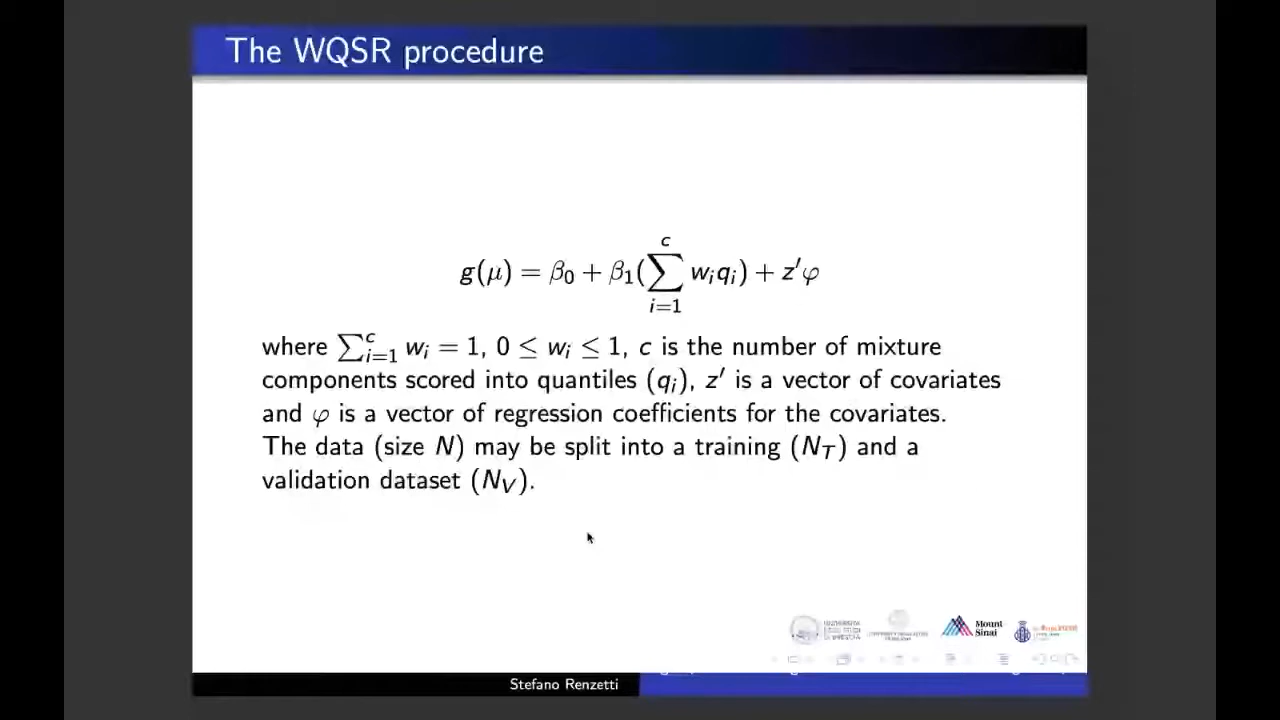 The WQSR procedure
g(μ) = β₀ + β₁(∑ᵢ₌₁ᶜ wᵢqᵢ) + z′φ
where ∑ᵢ₌₁ᶜ wᵢ = 1, 0 ≤ wᵢ ≤ 1, c is the number of mixture
components scored into quantiles (qᵢ), z′ is a vector of covariates
and φ is a vector of regression coefficients for the covariates.
The data (size N) may be split into a training (N_T) and a
validation dataset (N_V).
Mount
Sinai
Stefano Renzetti